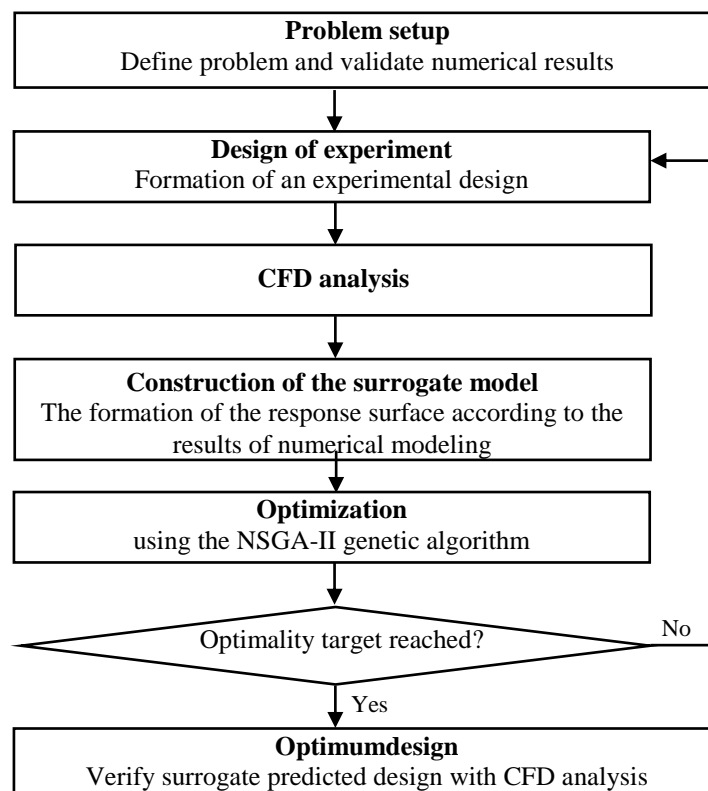 Problem setup
Define problem and validate numerical results
Design of experiment
Formation of an experimental design
CFD analysis
Construction of the surrogate model
The formation of the response surface according to the
results of numerical modeling
Optimization
using the NSGA-II genetic algorithm
Optimality target reached?
No
Yes
Optimumdesign
Verify surrogate predicted design with CFD analysis